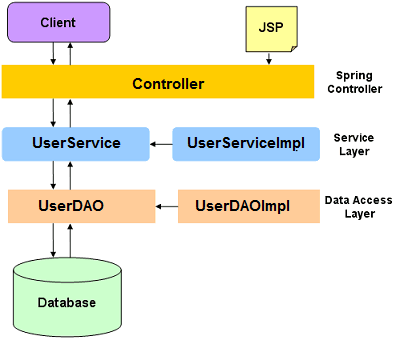 Client
JSP
Controller
Spring
Controller
UserService
UserServiceImpl
Service
Layer
UserDAO
UserDAOImpl
Data Access
Layer
Database